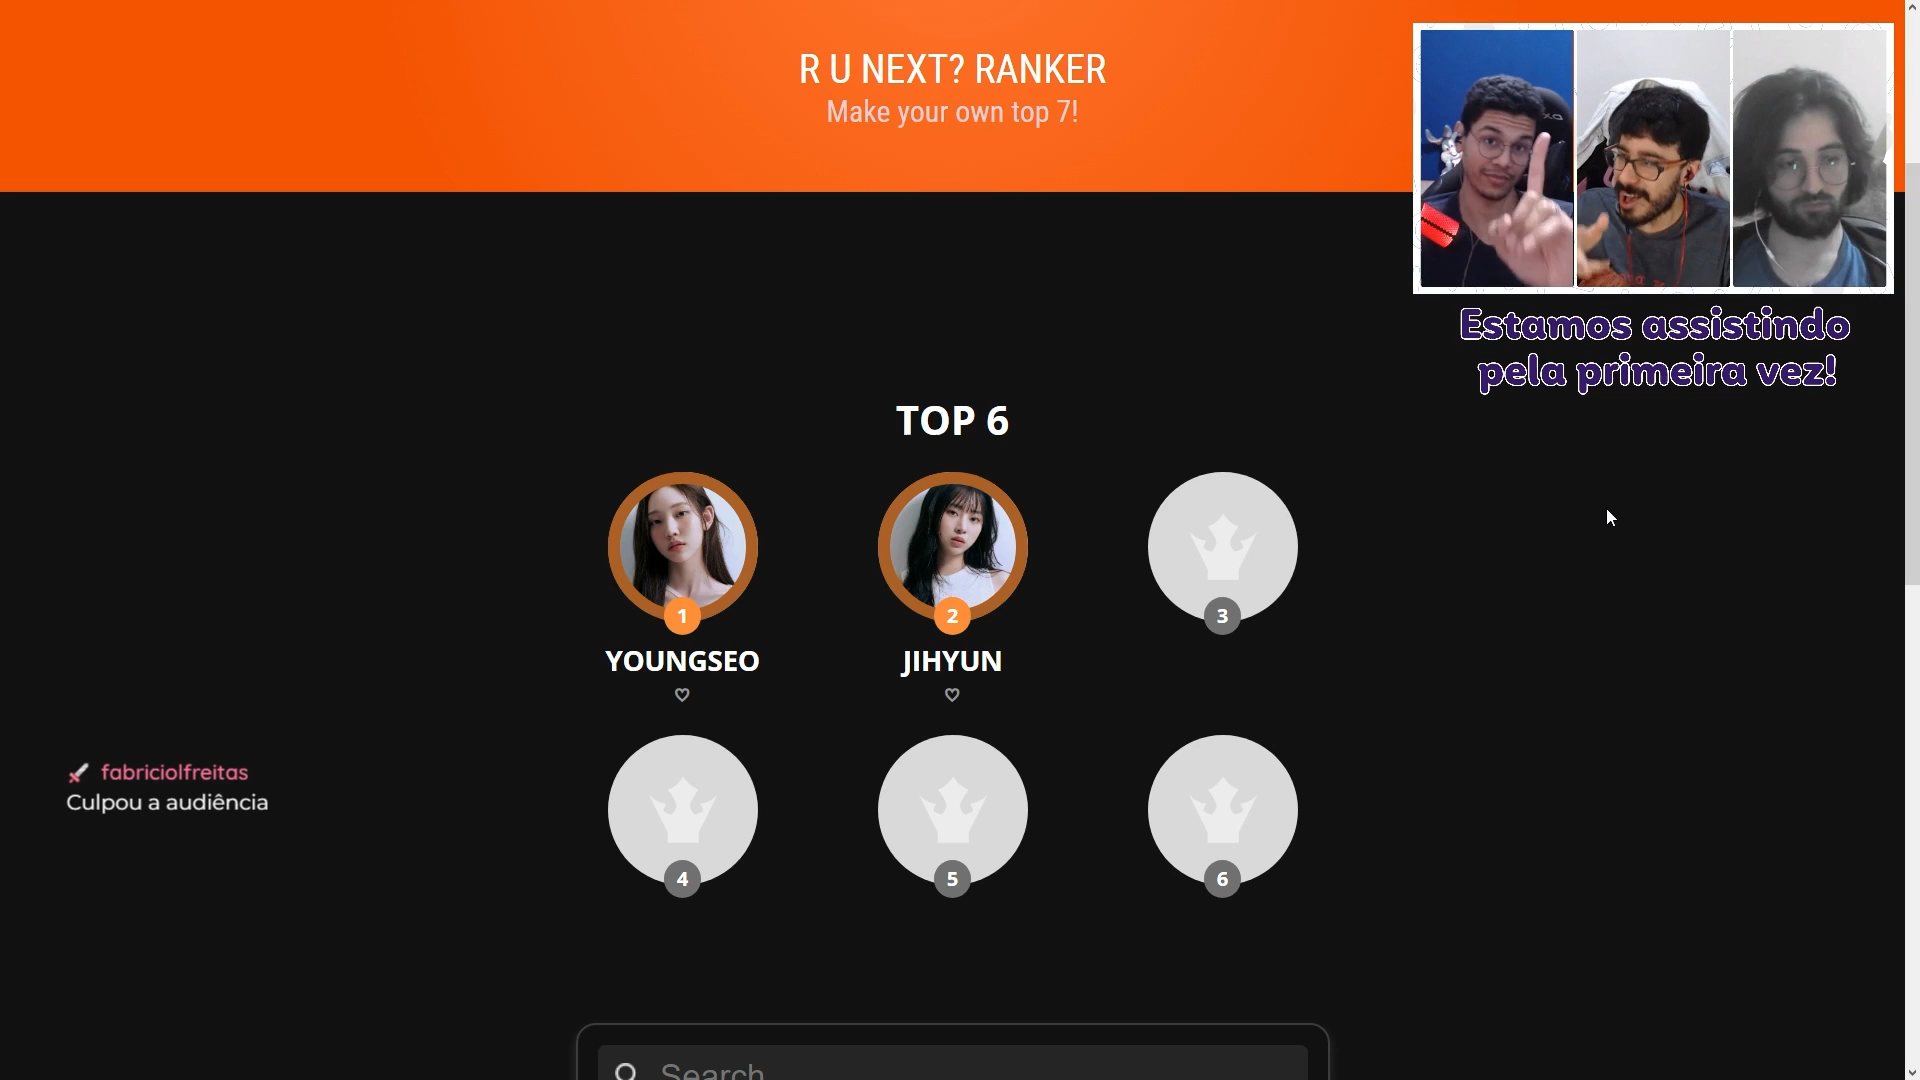 R U NEXT? RANKER
Make your own top 7!
Estamos assistindo
pela primeira vez!
TOP 6
1
2
3
YOUNGSEO
JIHYUN
4
5
6
fabriciolfreitas
Culpou a audiência
Search